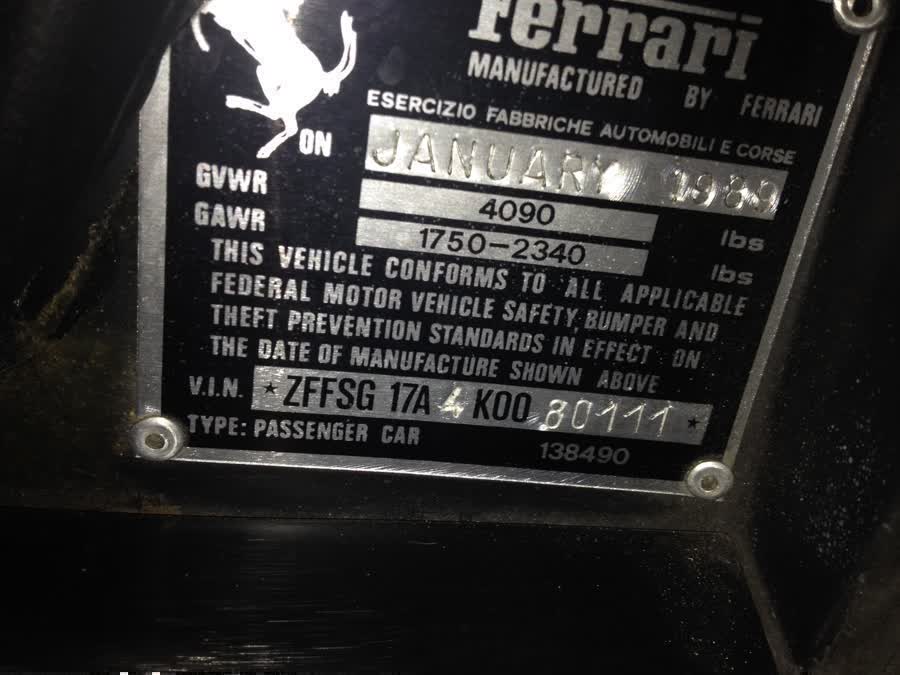 ferrari
MANUFACTURED BY FERRARI
ESERCIZIO FABBRICHE AUTOMOBILI E CORSE
ON JANUARY 1989
GVWR 4090 lbs
GAWR 1750-2340 lbs
THIS VEHICLE CONFORMS TO ALL APPLICABLE
FEDERAL MOTOR VEHICLE SAFETY, BUMPER AND
THEFT PREVENTION STANDARDS IN EFFECT ON
THE DATE OF MANUFACTURE SHOWN ABOVE
V.I.N. ★ ZFFSG 17A 4 K00 80111 ★
TYPE: PASSENGER CAR 138490